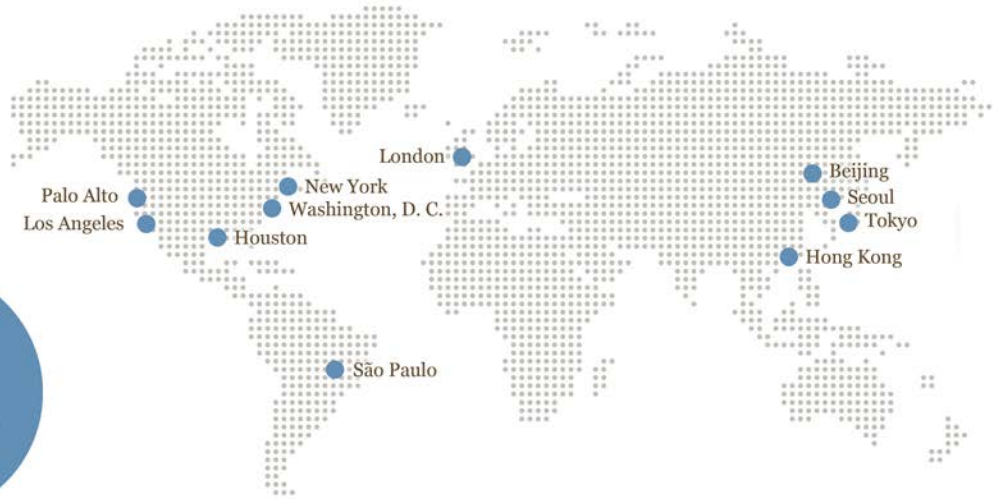 London
Beijing
New York
Palo Alto
Seoul
Washington, D. C.
Tokyo
Los Angeles
Houston
Hong Kong
São Paulo